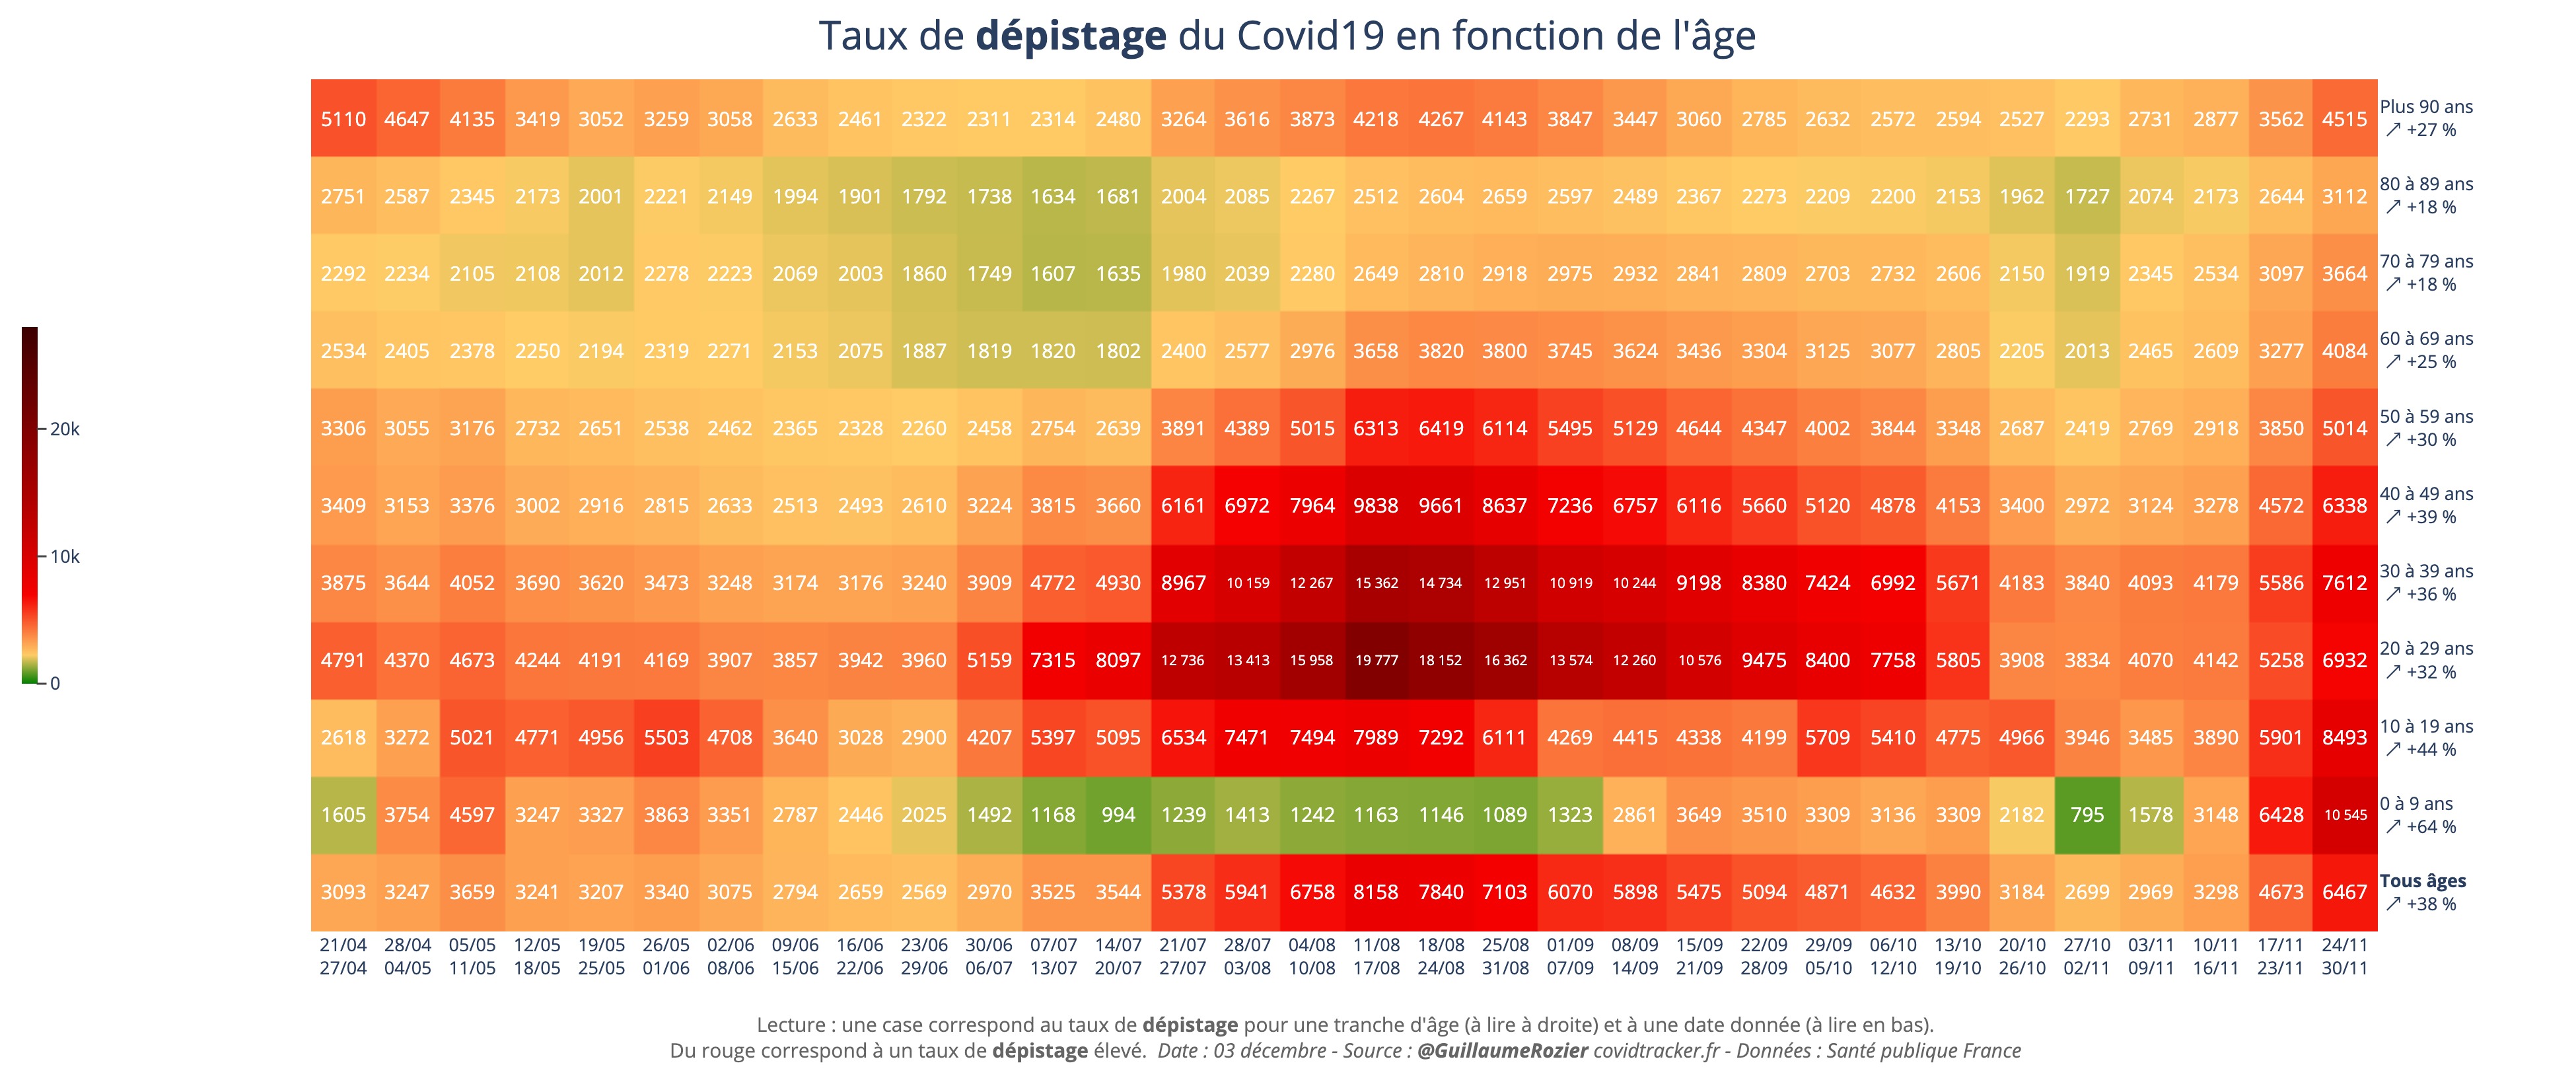 Taux de dépistage du Covid19 en fonction de l'âge
5110 4647 4135 3419 3052 3259 3058 2633 2461 2322 2311 2314 2480 3264 3616 3873 4218 4267 4143 3847 3447 3060 2785 2632 2572 2594 2527 2293 2731 2877 3562 4515 Plus 90 ans
↗ +27 %
2751 2587 2345 2173 2001 2221 2149 1994 1901 1792 1738 1634 1681 2004 2085 2267 2512 2604 2659 2597 2489 2367 2273 2209 2200 2153 1962 1727 2074 2173 2644 3112 80 à 89 ans
↗ +18 %
2292 2234 2105 2108 2012 2278 2223 2069 2003 1860 1749 1607 1635 1980 2039 2280 2649 2810 2918 2975 2932 2841 2809 2703 2732 2606 2150 1919 2345 2534 3097 3664 70 à 79 ans
↗ +18 %
2534 2405 2378 2250 2194 2319 2271 2153 2075 1887 1819 1820 1802 2400 2577 2976 3658 3820 3800 3745 3624 3436 3304 3125 3077 2805 2205 2013 2465 2609 3277 4084 60 à 69 ans
↗ +25 %
3306 3055 3176 2732 2651 2538 2462 2365 2328 2260 2458 2754 2639 3891 4389 5015 6313 6419 6114 5495 5129 4644 4347 4002 3844 3348 2687 2419 2769 2918 3850 5014 50 à 59 ans
↗ +30 %
3409 3153 3376 3002 2916 2815 2633 2513 2493 2610 3224 3815 3660 6161 6972 7964 9838 9661 8637 7236 6757 6116 5660 5120 4878 4153 3400 2972 3124 3278 4572 6338 40 à 49 ans
↗ +39 %
3875 3644 4052 3690 3620 3473 3248 3174 3176 3240 3909 4772 4930 8967 10 159 12 267 15 362 14 734 12 951 10 919 10 244 9198 8380 7424 6992 5671 4183 3840 4093 4179 5586 7612 30 à 39 ans
↗ +36 %
4791 4370 4673 4244 4191 4169 3907 3857 3942 3960 5159 7315 8097 12 736 13 413 15 958 19 777 18 152 16 362 13 574 12 260 10 576 9475 8400 7758 5805 3908 3834 4070 4142 5258 6932 20 à 29 ans
↗ +32 %
2618 3272 5021 4771 4956 5503 4708 3640 3028 2900 4207 5397 5095 6534 7471 7494 7989 7292 6111 4269 4415 4338 4199 5709 5410 4775 4966 3946 3485 3890 5901 8493 10 à 19 ans
↗ +44 %
1605 3754 4597 3247 3327 3863 3351 2787 2446 2025 1492 1168 994 1239 1413 1242 1163 1146 1089 1323 2861 3649 3510 3309 3136 3309 2182 795 1578 3148 6428 10 545 0 à 9 ans
↗ +64 %
3093 3247 3659 3241 3207 3340 3075 2794 2659 2569 2970 3525 3544 5378 5941 6758 8158 7840 7103 6070 5898 5475 5094 4871 4632 3990 3184 2699 2969 3298 4673 6467 Tous âges
↗ +38 %
21/04 28/04 05/05 12/05 19/05 26/05 02/06 09/06 16/06 23/06 30/06 07/07 14/07 21/07 28/07 04/08 11/08 18/08 25/08 01/09 08/09 15/09 22/09 29/09 06/10 13/10 20/10 27/10 03/11 10/11 17/11 24/11
27/04 04/05 11/05 18/05 25/05 01/06 08/06 15/06 22/06 29/06 06/07 13/07 20/07 27/07 03/08 10/08 17/08 24/08 31/08 07/09 14/09 21/09 28/09 05/10 12/10 19/10 26/10 02/11 09/11 16/11 23/11 30/11
20k
10k
0
Lecture : une case correspond au taux de dépistage pour une tranche d'âge (à lire à droite) et à une date donnée (à lire en bas).
Du rouge correspond à un taux de dépistage élevé. Date : 03 décembre - Source : @GuillaumeRozier covidtracker.fr - Données : Santé publique France